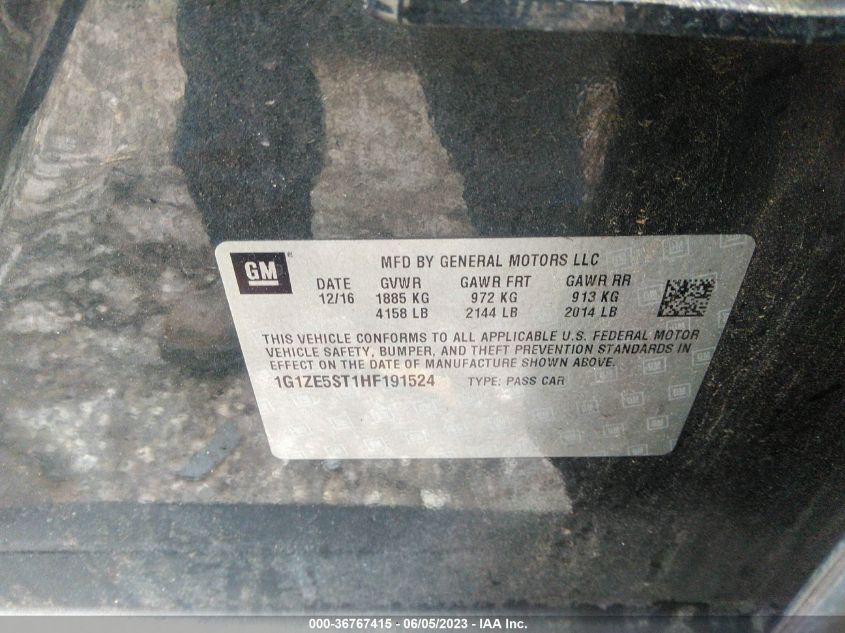 GM®
MFD BY GENERAL MOTORS LLC
DATE GVWR GAWR FRT GAWR RR
12/16 1885 KG 972 KG 913 KG
4158 LB 2144 LB 2014 LB
THIS VEHICLE CONFORMS TO ALL APPLICABLE U.S. FEDERAL MOTOR
VEHICLE SAFETY, BUMPER, AND THEFT PREVENTION STANDARDS IN
EFFECT ON THE DATE OF MANUFACTURE SHOWN ABOVE.
1G1ZE5ST1HF191524 TYPE: PASS CAR
000-36767415 - 06/05/2023 - IAA Inc.